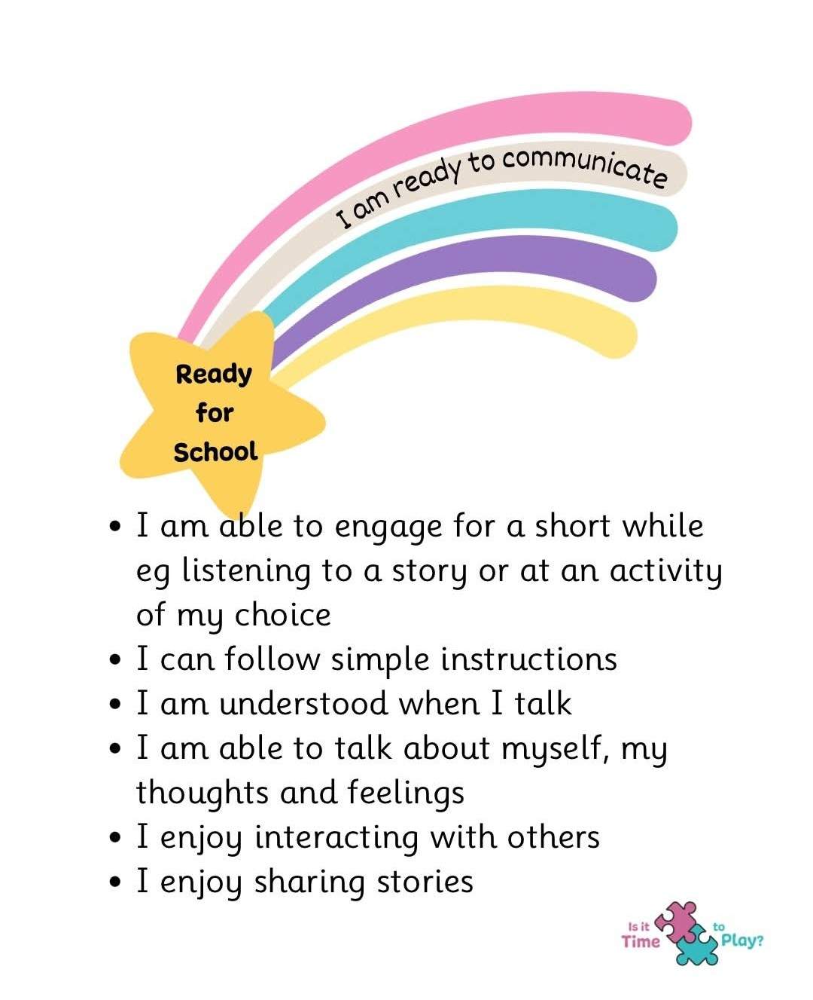 I am ready to communicate
Ready
for
School
• I am able to engage for a short while
eg listening to a story or at an activity
of my choice
• I can follow simple instructions
• I am understood when I talk
• I am able to talk about myself, my
thoughts and feelings
• I enjoy interacting with others
• I enjoy sharing stories
Is it
Time
to
Play?